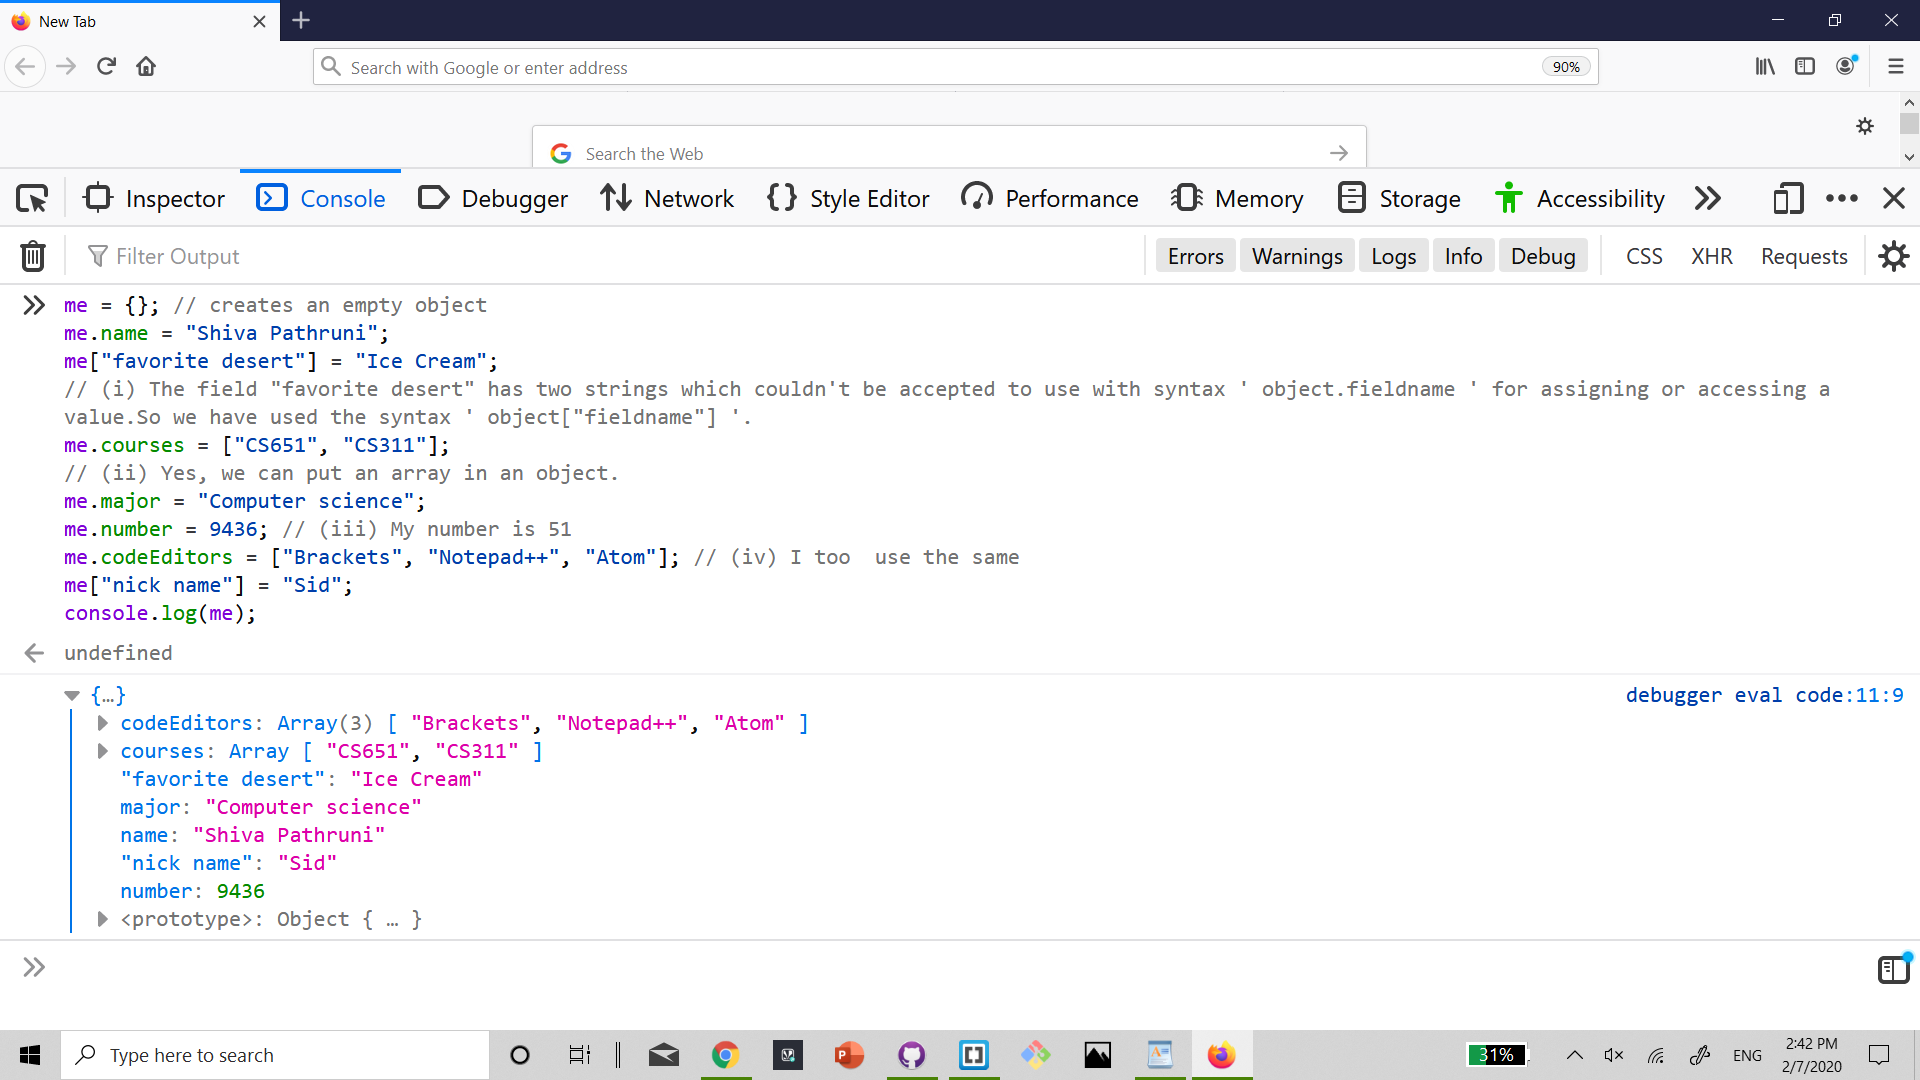 New Tab
Search with Google or enter address
90%
Search the Web
Inspector Console Debugger Network Style Editor Performance Memory Storage Accessibility
Filter Output
Errors Warnings Logs Info Debug CSS XHR Requests
me = {}; // creates an empty object
me.name = "Shiva Pathruni";
me["favorite desert"] = "Ice Cream";
// (i) The field "favorite desert" has two strings which couldn't be accepted to use with syntax ' object.fieldname ' for assigning or accessing a
value.So we have used the syntax ' object["fieldname"] '.
me.courses = ["CS651", "CS311"];
// (ii) Yes, we can put an array in an object.
me.major = "Computer science";
me.number = 9436; // (iii) My number is 51
me.codeEditors = ["Brackets", "Notepad++", "Atom"]; // (iv) I too  use the same
me["nick name"] = "Sid";
console.log(me);
undefined
{…} debugger eval code:11:9
codeEditors: Array(3) [ "Brackets", "Notepad++", "Atom" ]
courses: Array [ "CS651", "CS311" ]
"favorite desert": "Ice Cream"
major: "Computer science"
name: "Shiva Pathruni"
"nick name": "Sid"
number: 9436
<prototype>: Object { … }
Type here to search
31%
ENG
2:42 PM
2/7/2020